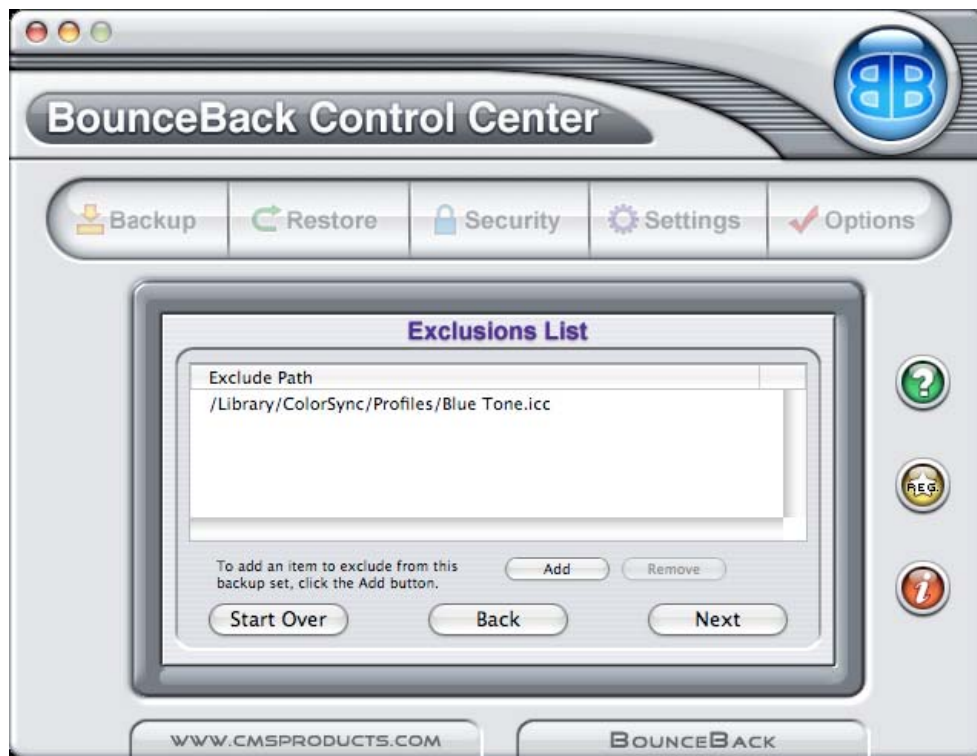 BB
BounceBack Control Center
Backup Restore Security Settings Options
Exclusions List
Exclude Path
/Library/ColorSync/Profiles/Blue Tone.icc
To add an item to exclude from this
backup set, click the Add button.
Add Remove
Start Over Back Next
?
REG.
i
WWW.CMSPRODUCTS.COM BOUNCEBACK